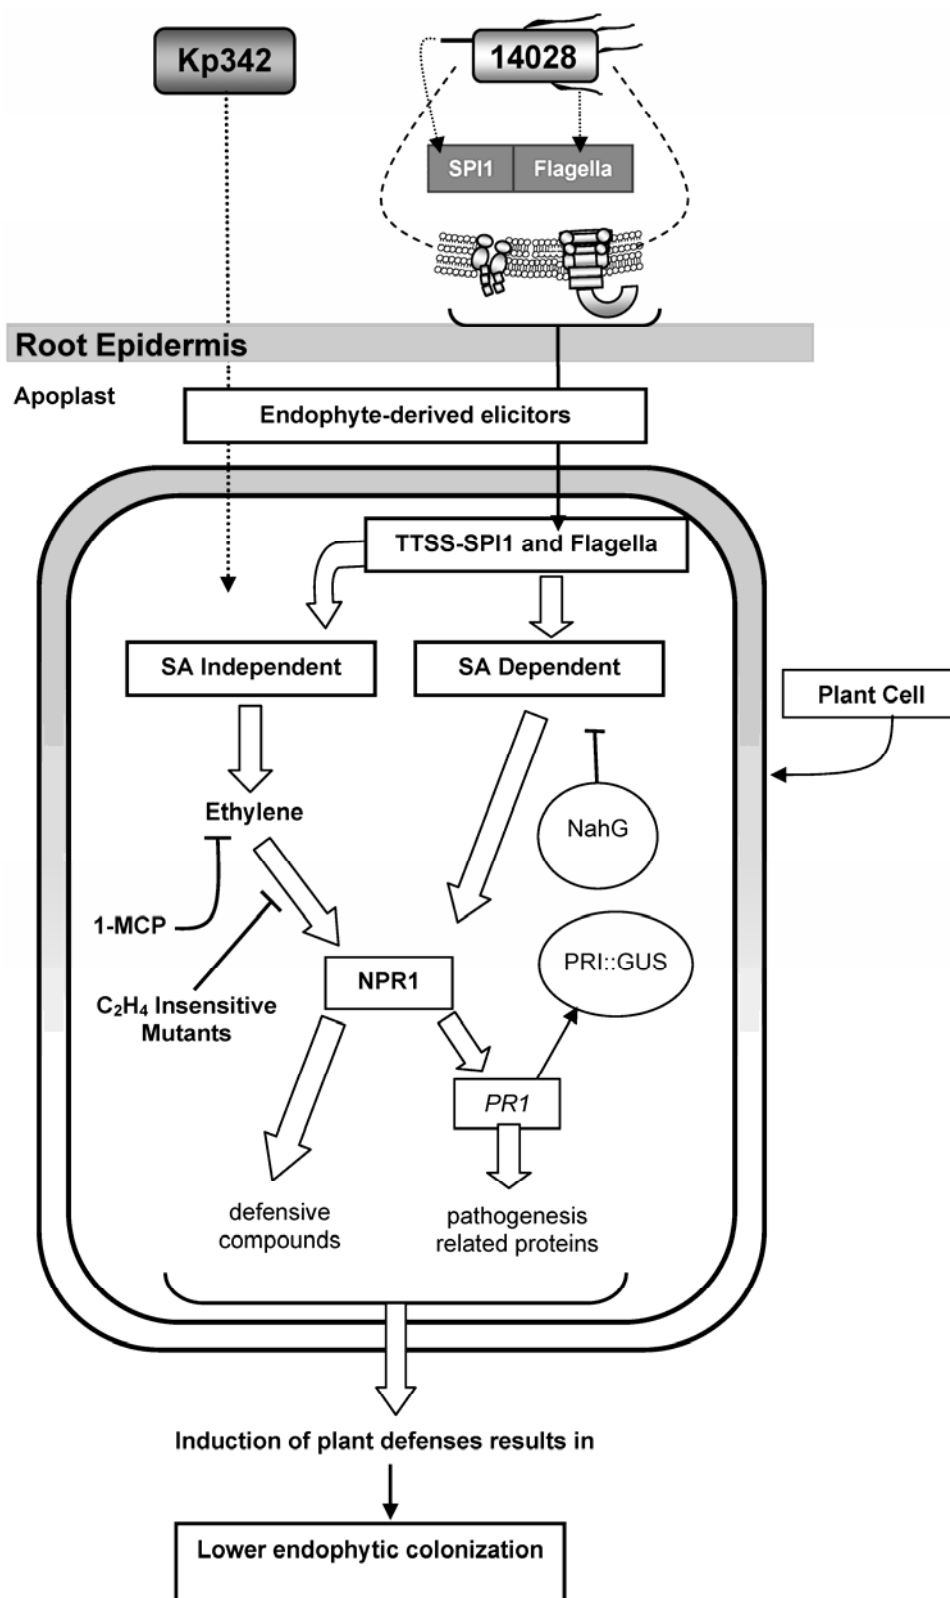 Kp342
14028
SPI1
Flagella
Root Epidermis
Apoplast
Endophyte-derived elicitors
TTSS-SPI1 and Flagella
SA Independent
SA Dependent
Plant Cell
Ethylene
NahG
1-MCP
PRI::GUS
NPR1
C₂H₄ Insensitive
Mutants
PR1
defensive
compounds
pathogenesis
related proteins
Induction of plant defenses results in
Lower endophytic colonization